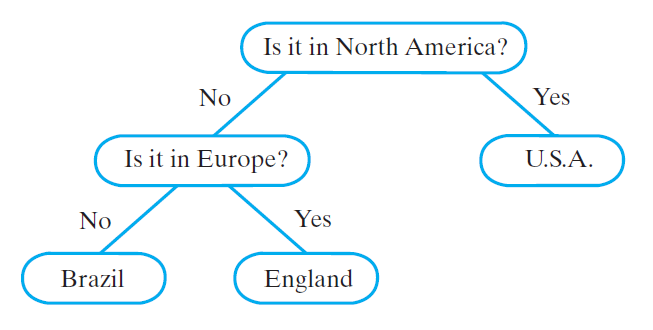 Is it in North America?
No
Yes
Is it in Europe?
U.S.A.
No
Yes
Brazil
England